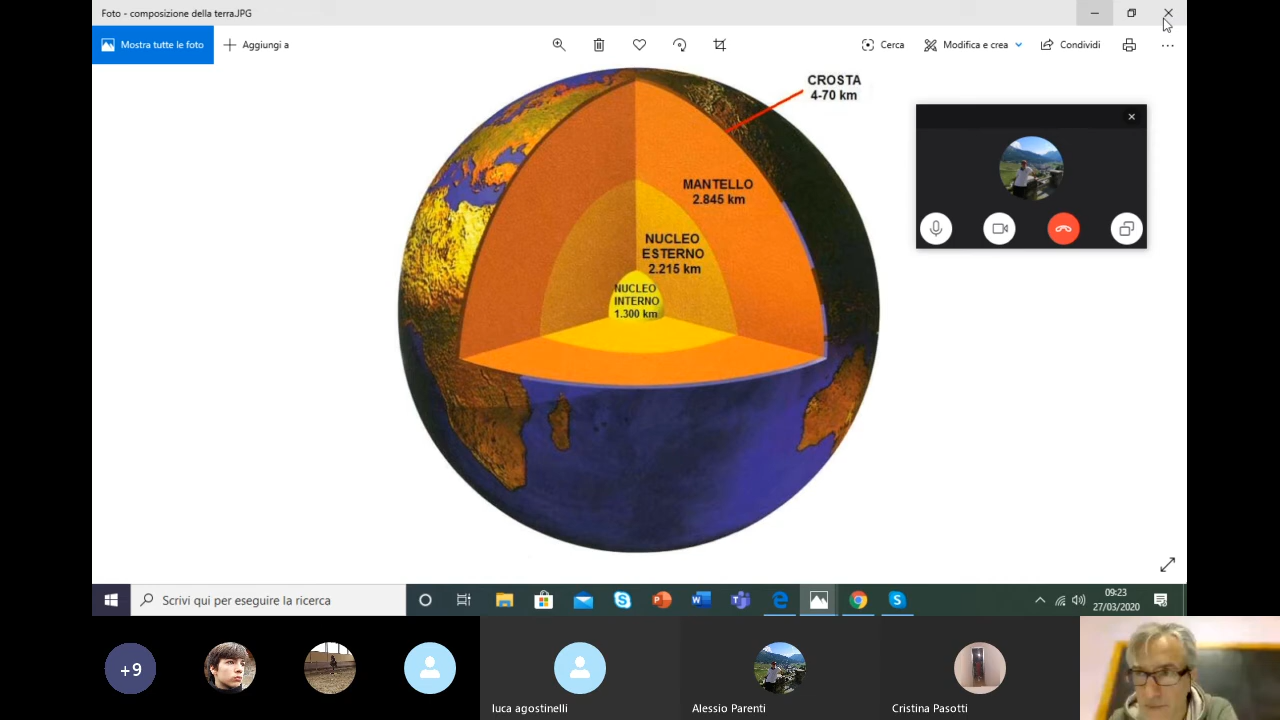 Foto - composizione della terra.JPG
Mostra tutte le foto
Aggiungi a
Cerca
Modifica e crea
Condividi
CROSTA
4-70 km
MANTELLO
2.845 km
NUCLEO
ESTERNO
2.215 km
NUCLEO
INTERNO
1.300 km
Scrivi qui per eseguire la ricerca
09:23
27/03/2020
+9
luca agostinelli
Alessio Parenti
Cristina Pasotti